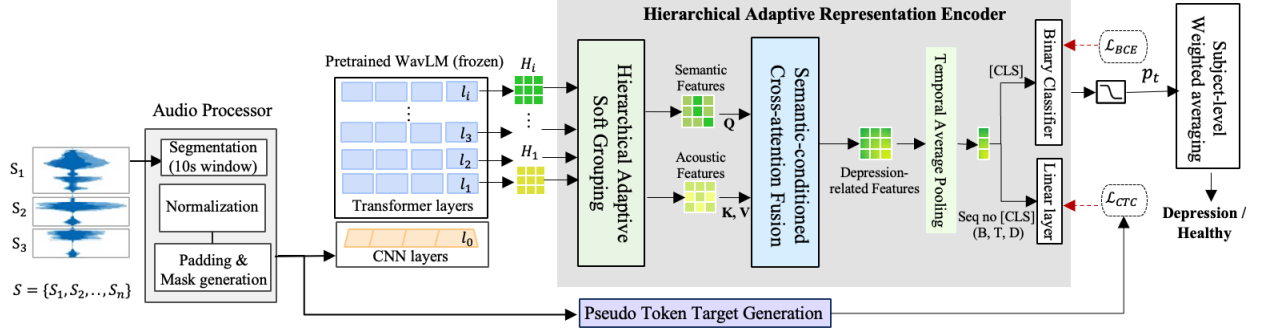 Hierarchical Adaptive Representation Encoder
Audio Processor
Segmentation
(10s window)
Normalization
Padding &
Mask generation
S₁
S₂
S₃
S = {S₁, S₂, . . , Sₙ}
Pretrained WavLM (frozen)
lᵢ
⋮
l₃
l₂
l₁
Transformer layers
l₀
CNN layers
Hᵢ
⋮
H₁
Hierarchical Adaptive
Soft Grouping
Semantic
Features
Q
Acoustic
Features
K, V
Semantic-conditioned
Cross-attention Fusion
Depression-
related Features
Temporal Average Pooling
[CLS]
Seq no [CLS]
(B, T, D)
Binary Classifier
Linear layer
ℒ_BCE
ℒ_CTC
pₜ
Subject-level
Weighted averaging
Depression /
Healthy
Pseudo Token Target Generation